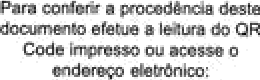 Para conferir a procedência deste
documento efetue a leitura do QR
Code impresso ou acesse o
endereço eletrônico: